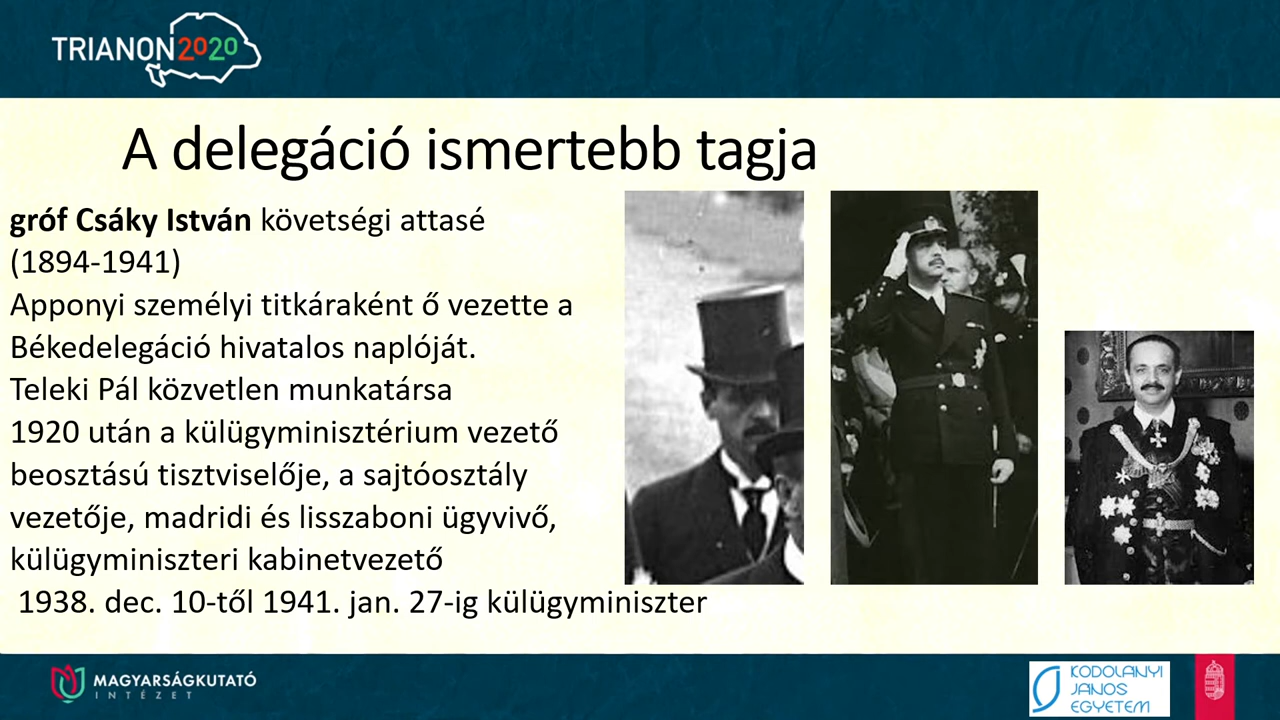 TRIANON2020
A delegáció ismertebb tagja
gróf Csáky István követségi attasé
(1894-1941)
Apponyi személyi titkáraként ő vezette a
Békedelegáció hivatalos naplóját.
Teleki Pál közvetlen munkatársa
1920 után a külügyminisztérium vezető
beosztású tisztviselője, a sajtóosztály
vezetője, madridi és lisszaboni ügyvivő,
külügyminiszteri kabinetvezető
1938. dec. 10-től 1941. jan. 27-ig külügyminiszter
MAGYARSÁGKUTATÓ
INTÉZET
KODOLÁNYI
JÁNOS
EGYETEM